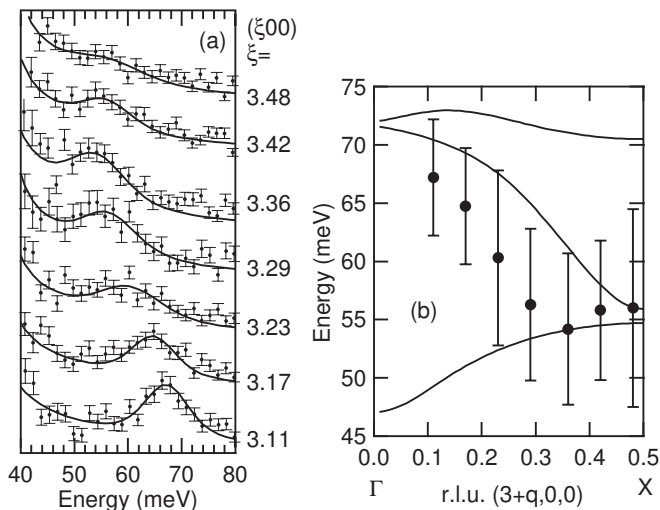 (a)
(ξ00)
ξ=
3.48
3.42
3.36
3.29
3.23
3.17
3.11
40 50 60 70 80
Energy (meV)
75
70
65
60
55
50
45
Energy (meV)
(b)
0.0 0.1 0.2 0.3 0.4 0.5
Γ r.l.u. (3+q,0,0) X